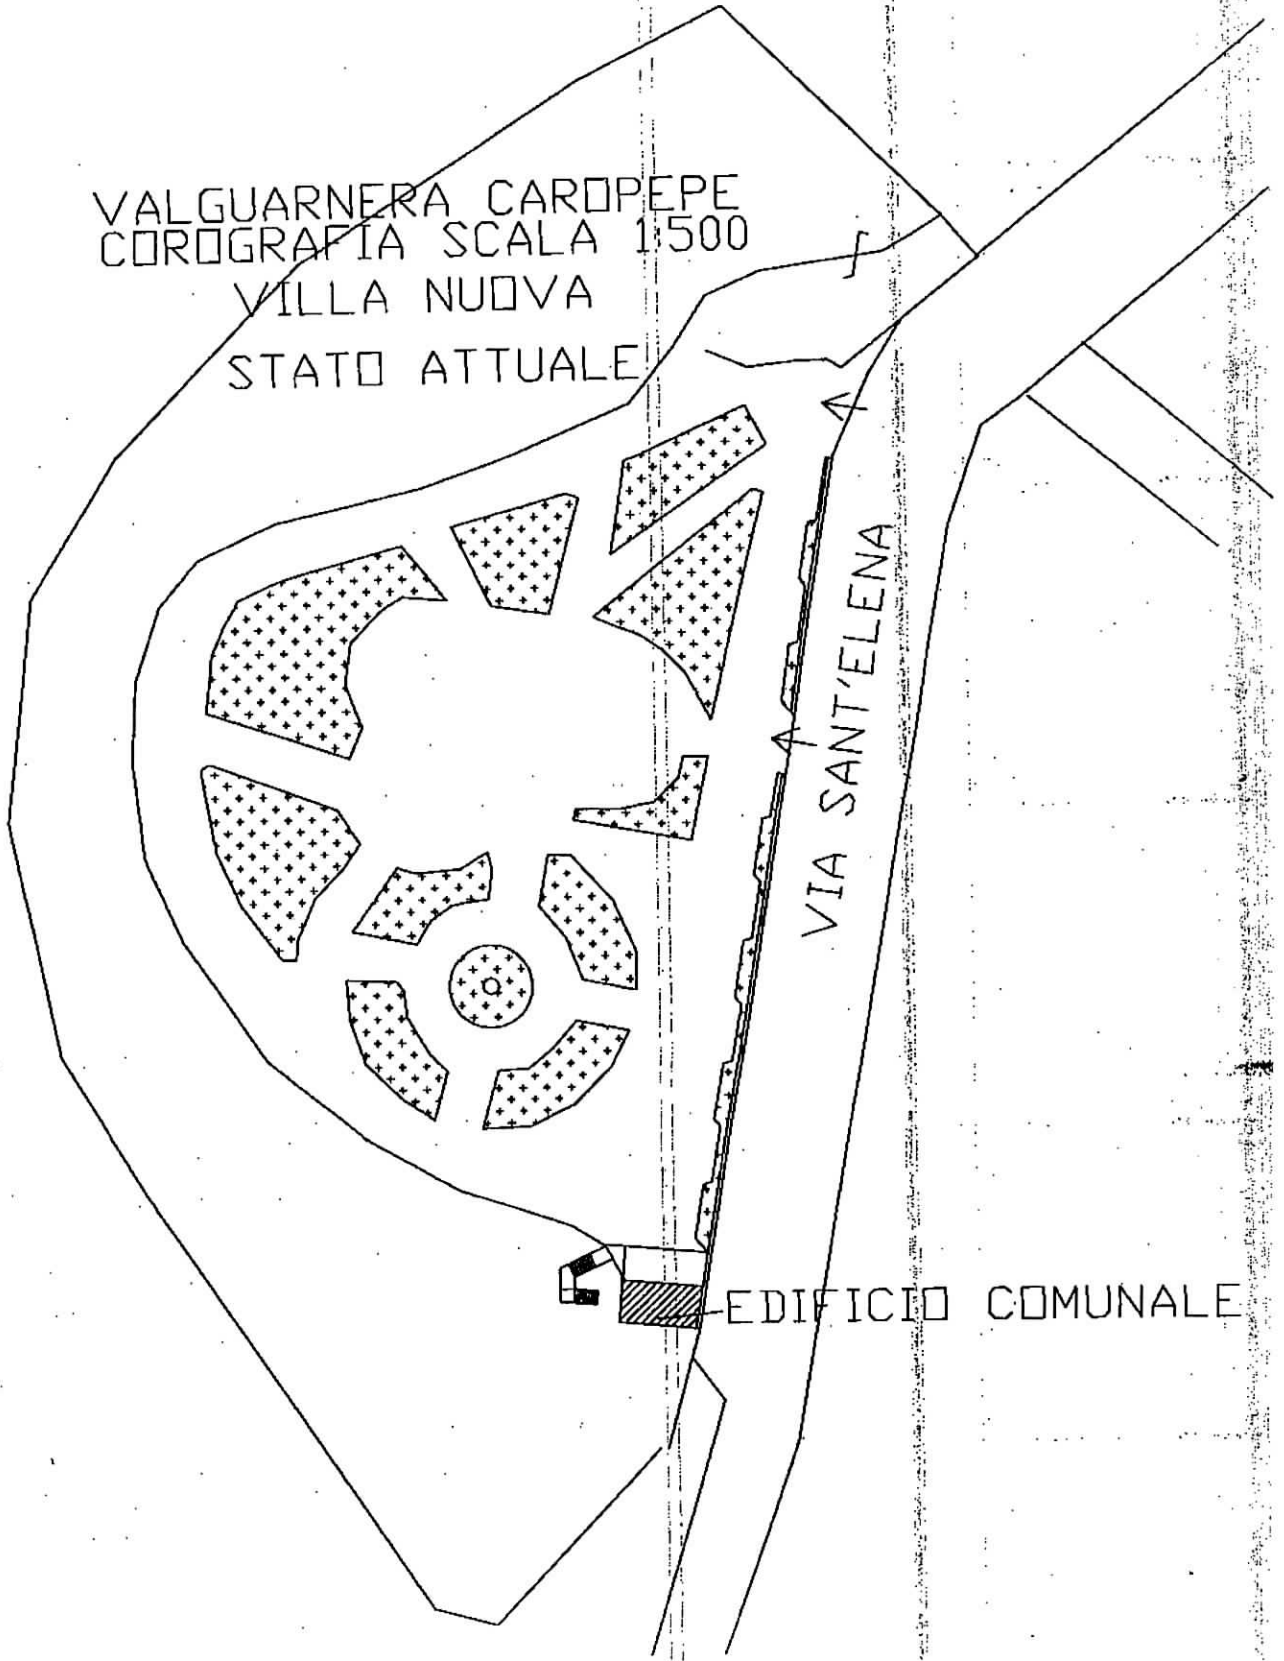 VALGUARNERA CAROPEPE
COROGRAFIA SCALA 1:500
VILLA NUOVA
STATO ATTUALE
VIA SANT'ELENA
EDIFICIO COMUNALE